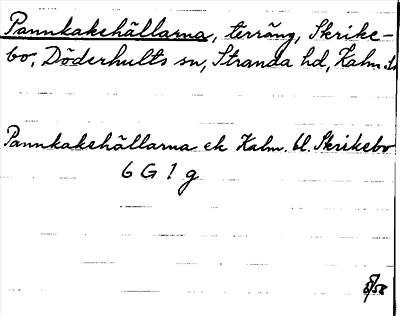 Pannkakehällarna, terräng, Skrike-
bo, Döderhults sn, Stranda hd, Kalm. l.
Pannkakehällarna ek Kalm. bl. Skrikebo
6 G 1 g